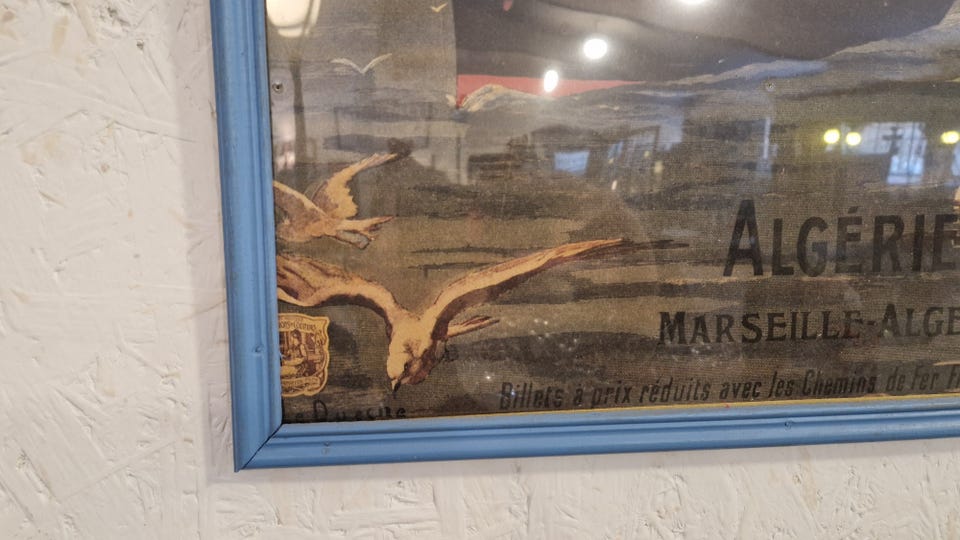 ALGÉRIE
MARSEILLE-ALGE
Billets à prix réduits avec les Chemins de Fer